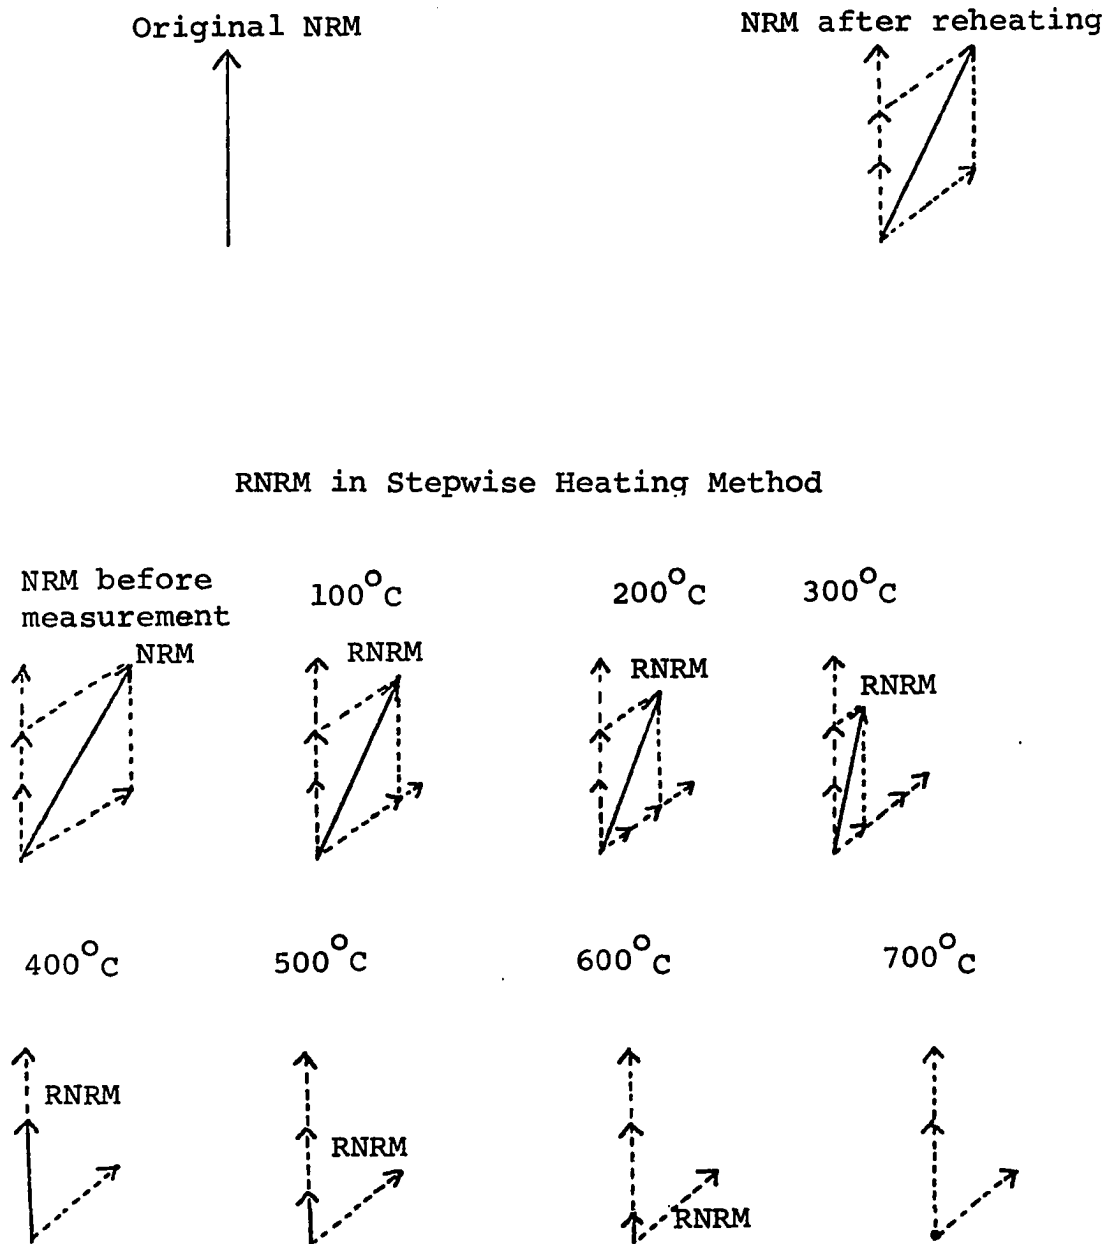 Original NRM
NRM after reheating
RNRM in Stepwise Heating Method
NRM before
measurement
100°C
200°C
300°C
NRM
RNRM
RNRM
RNRM
400°C
500°C
600°C
700°C
RNRM
RNRM
RNRM